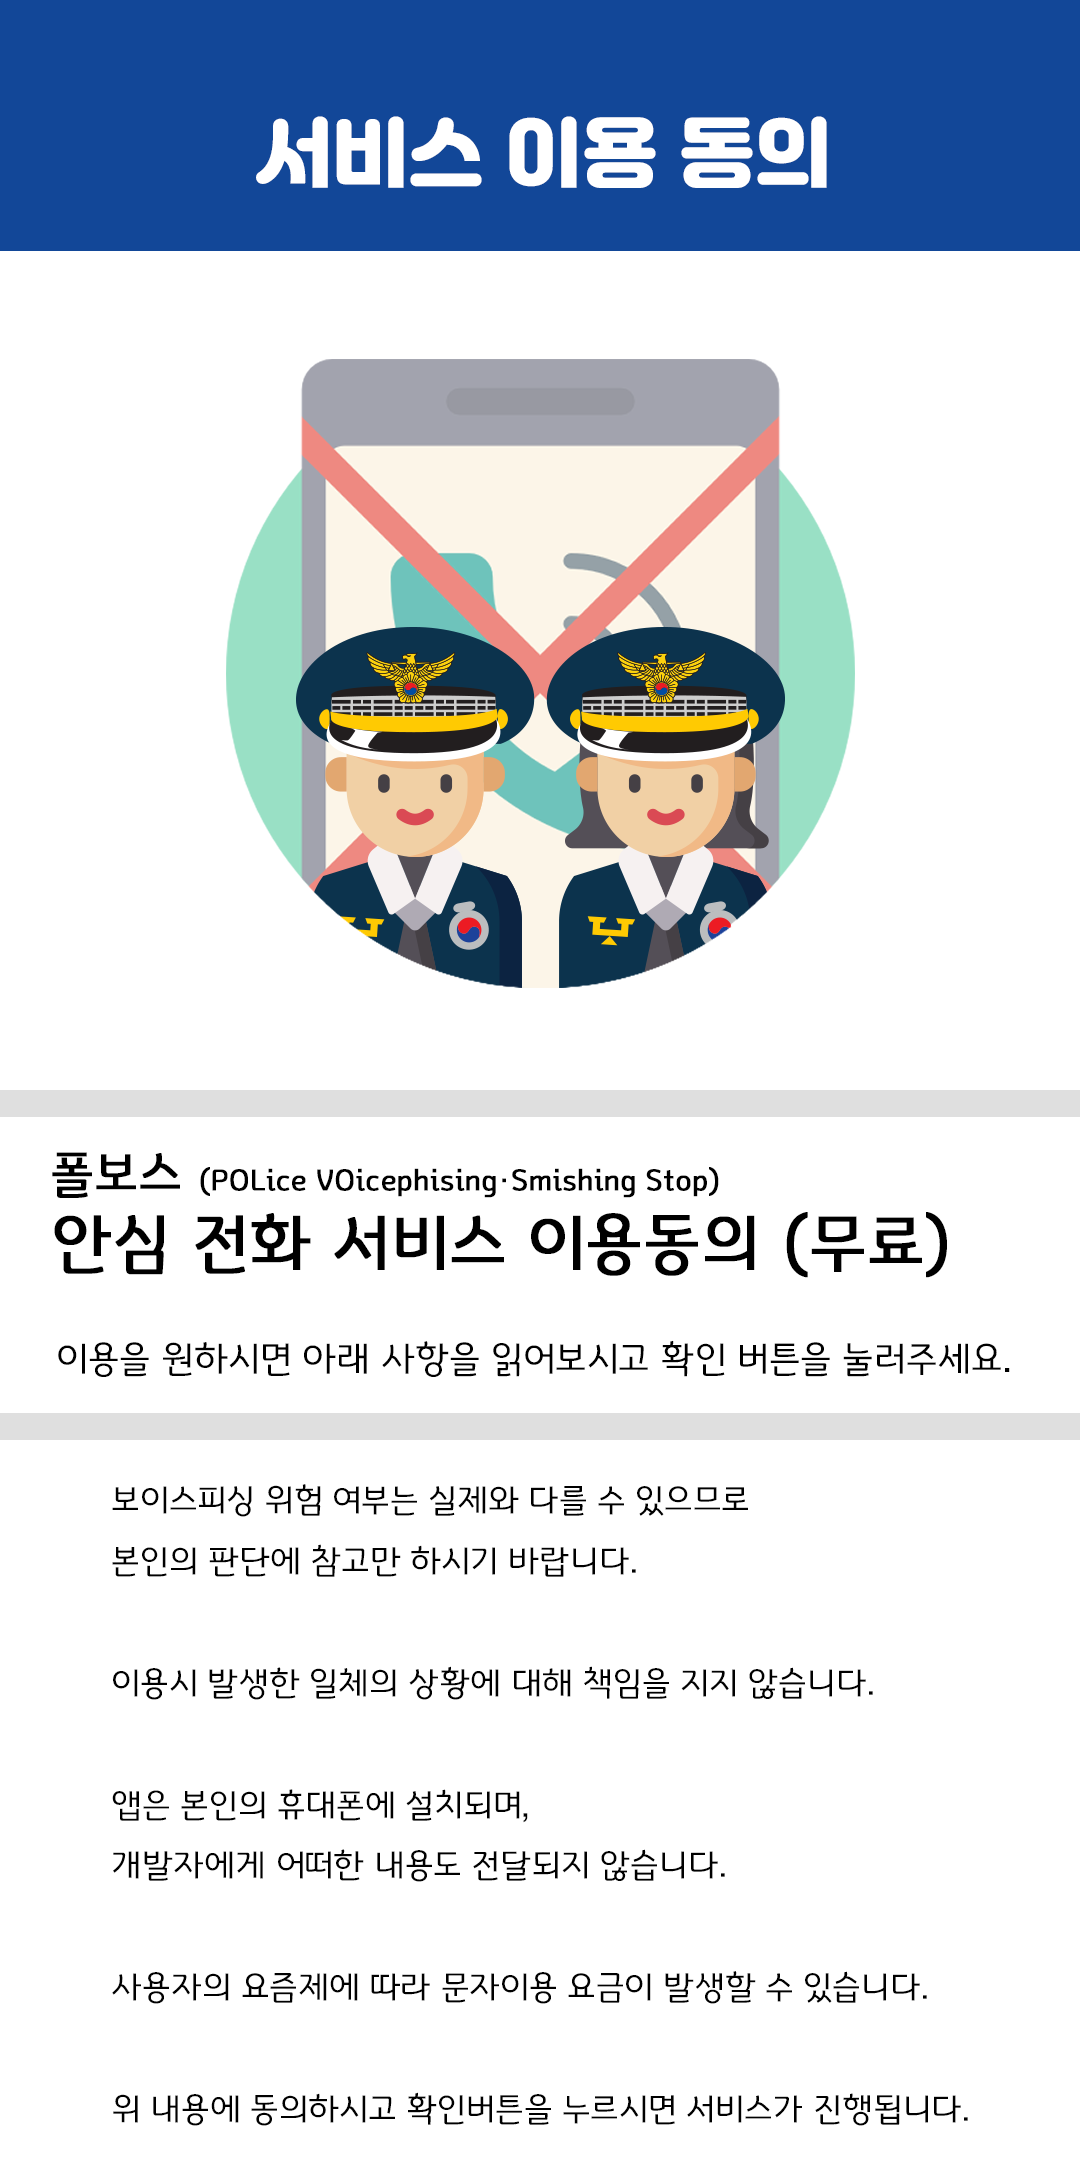 서비스 이용 동의
폴보스 (POLice VOicephising·Smishing Stop)
안심 전화 서비스 이용동의 (무료)
이용을 원하시면 아래 사항을 읽어보시고 확인 버튼을 눌러주세요.
보이스피싱 위험 여부는 실제와 다를 수 있으므로
본인의 판단에 참고만 하시기 바랍니다.
이용시 발생한 일체의 상황에 대해 책임을 지지 않습니다.
앱은 본인의 휴대폰에 설치되며,
개발자에게 어떠한 내용도 전달되지 않습니다.
사용자의 요즘제에 따라 문자이용 요금이 발생할 수 있습니다.
위 내용에 동의하시고 확인버튼을 누르시면 서비스가 진행됩니다.